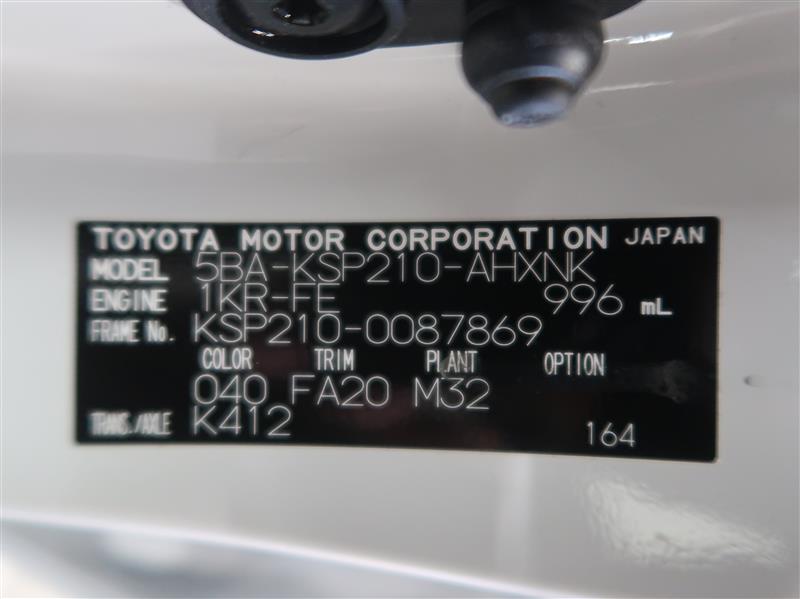 TOYOTA MOTOR CORPORATION JAPAN
MODEL 5BA-KSP210-AHXNK
ENGINE 1KR-FE 996 mL
FRAME No. KSP210-0087869
COLOR TRIM PLANT OPTION
040 FA20 M32
TRANS./AXLE K412 164